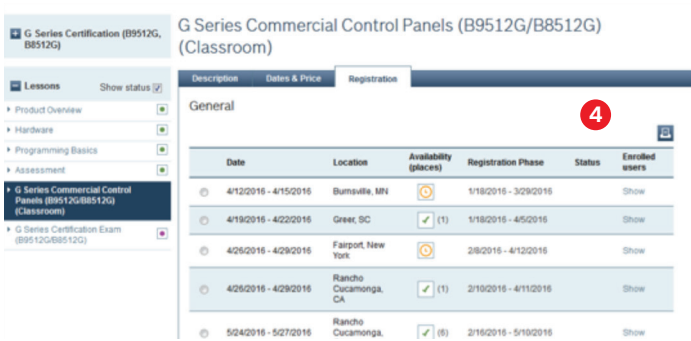 G Series Certification (B9512G,
B8512G)
Lessons
Show status
Product Overview
Hardware
Programming Basics
Assessment
G Series Commercial Control
Panels (B9512G/B8512G)
(Classroom)
G Series Certification Exam
(B9512G/B8512G)
G Series Commercial Control Panels (B9512G/B8512G)
(Classroom)
Description Dates & Price Registration
General
4
Date Location Availability (places) Registration Phase Status Enrolled users
4/12/2016 - 4/15/2016 Burnsville, MN 1/18/2016 - 3/29/2016 Show
4/19/2016 - 4/22/2016 Greer, SC (1) 1/18/2016 - 4/5/2016 Show
4/26/2016 - 4/29/2016 Fairport, New York 2/8/2016 - 4/12/2016 Show
4/26/2016 - 4/29/2016 Rancho Cucamonga, CA (1) 2/10/2016 - 4/11/2016 Show
5/24/2016 - 5/27/2016 Rancho Cucamonga, (6) 2/16/2016 - 5/10/2016 Show